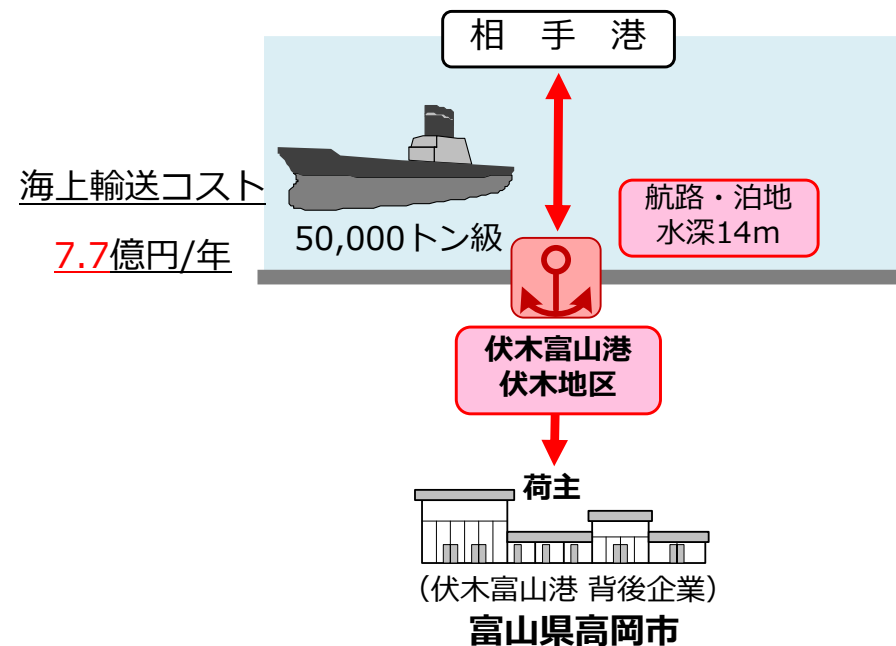 相 手 港
海上輸送コスト
7.7億円/年
50,000トン級
航路・泊地
水深14m
伏木富山港
伏木地区
荷主
（伏木富山港 背後企業）
富山県高岡市